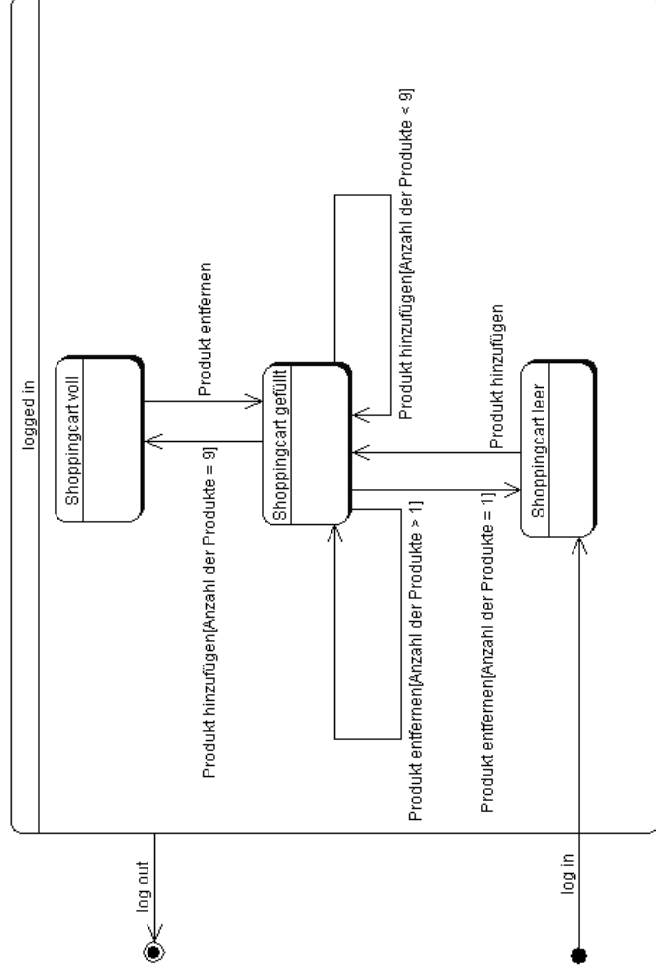 logged in
Shoppingcart voll
Produkt entfernen
Produkt hinzufügen[Anzahl der Produkte = 9]
Shoppingcart gefüllt
Produkt hinzufügen[Anzahl der Produkte < 9]
Produkt entfernen[Anzahl der Produkte > 1]
Produkt hinzufügen
Produkt entfernen[Anzahl der Produkte = 1]
Shoppingcart leer
log out
log in